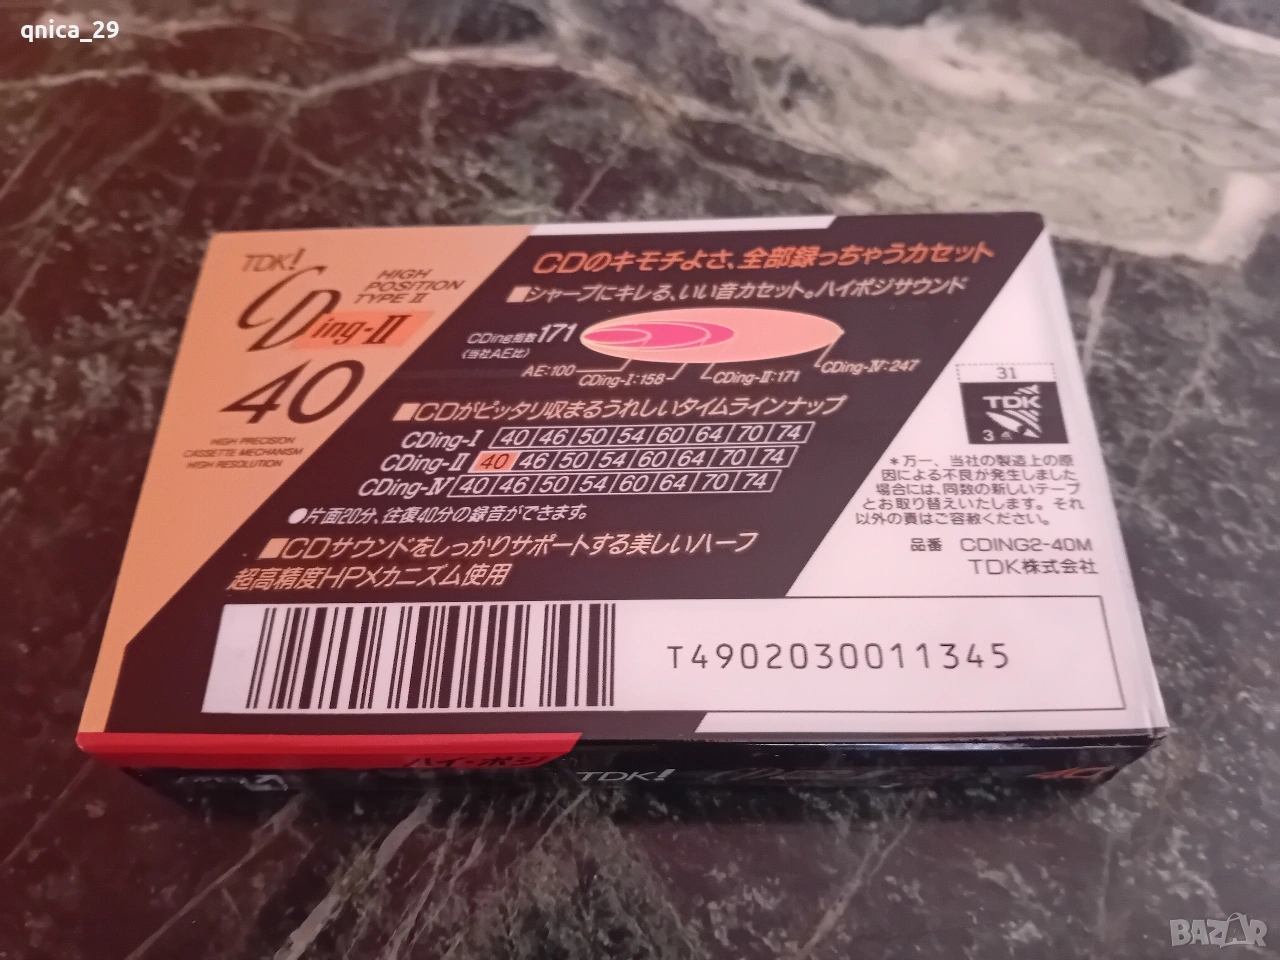 qnica_29
TDK!
CDing-II
HIGH
POSITION
TYPE II
40
HIGH PRECISION
CASSETTE MECHANISM
HIGH RESOLUTION
CDのキモチよさ、全部録っちゃうカセット
■シャープにキレる、いい音カセット。ハイポジサウンド
CDing指数171
(当社AE比)
AE:100
CDing-I:158
CDing-II:171
CDing-IV:247
■CDがピッタリ収まるうれしいタイムラインナップ
CDing-I 40 46 50 54 60 64 70 74
CDing-II 40 46 50 54 60 64 70 74
CDing-IV 40 46 50 54 60 64 70 74
●片面20分、往復40分の録音ができます。
■CDサウンドをしっかりサポートする美しいハーフ
超高精度HPメカニズム使用
31
TDK
3点
*万一、当社の製造上の原
因による不良が発生しました
場合には、同数の新しいテープ
とお取り替えいたします。それ
以外の責はご容赦ください。
品番 CDING2-40M
TDK株式会社
T4902030011345
ハイ・ポジ
TDK!
40
BAZAR